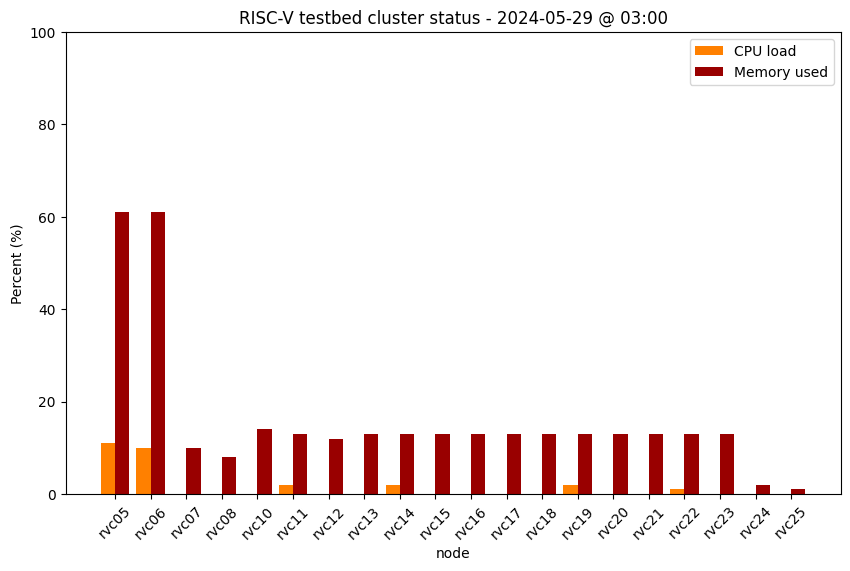 RISC-V testbed cluster status - 2024-05-29 @ 03:00
CPU load
Memory used
Percent (%)
100
80
60
40
20
0
rvc05
rvc06
rvc07
rvc08
rvc10
rvc11
rvc12
rvc13
rvc14
rvc15
rvc16
rvc17
rvc18
rvc19
rvc20
rvc21
rvc22
rvc23
rvc24
rvc25
node